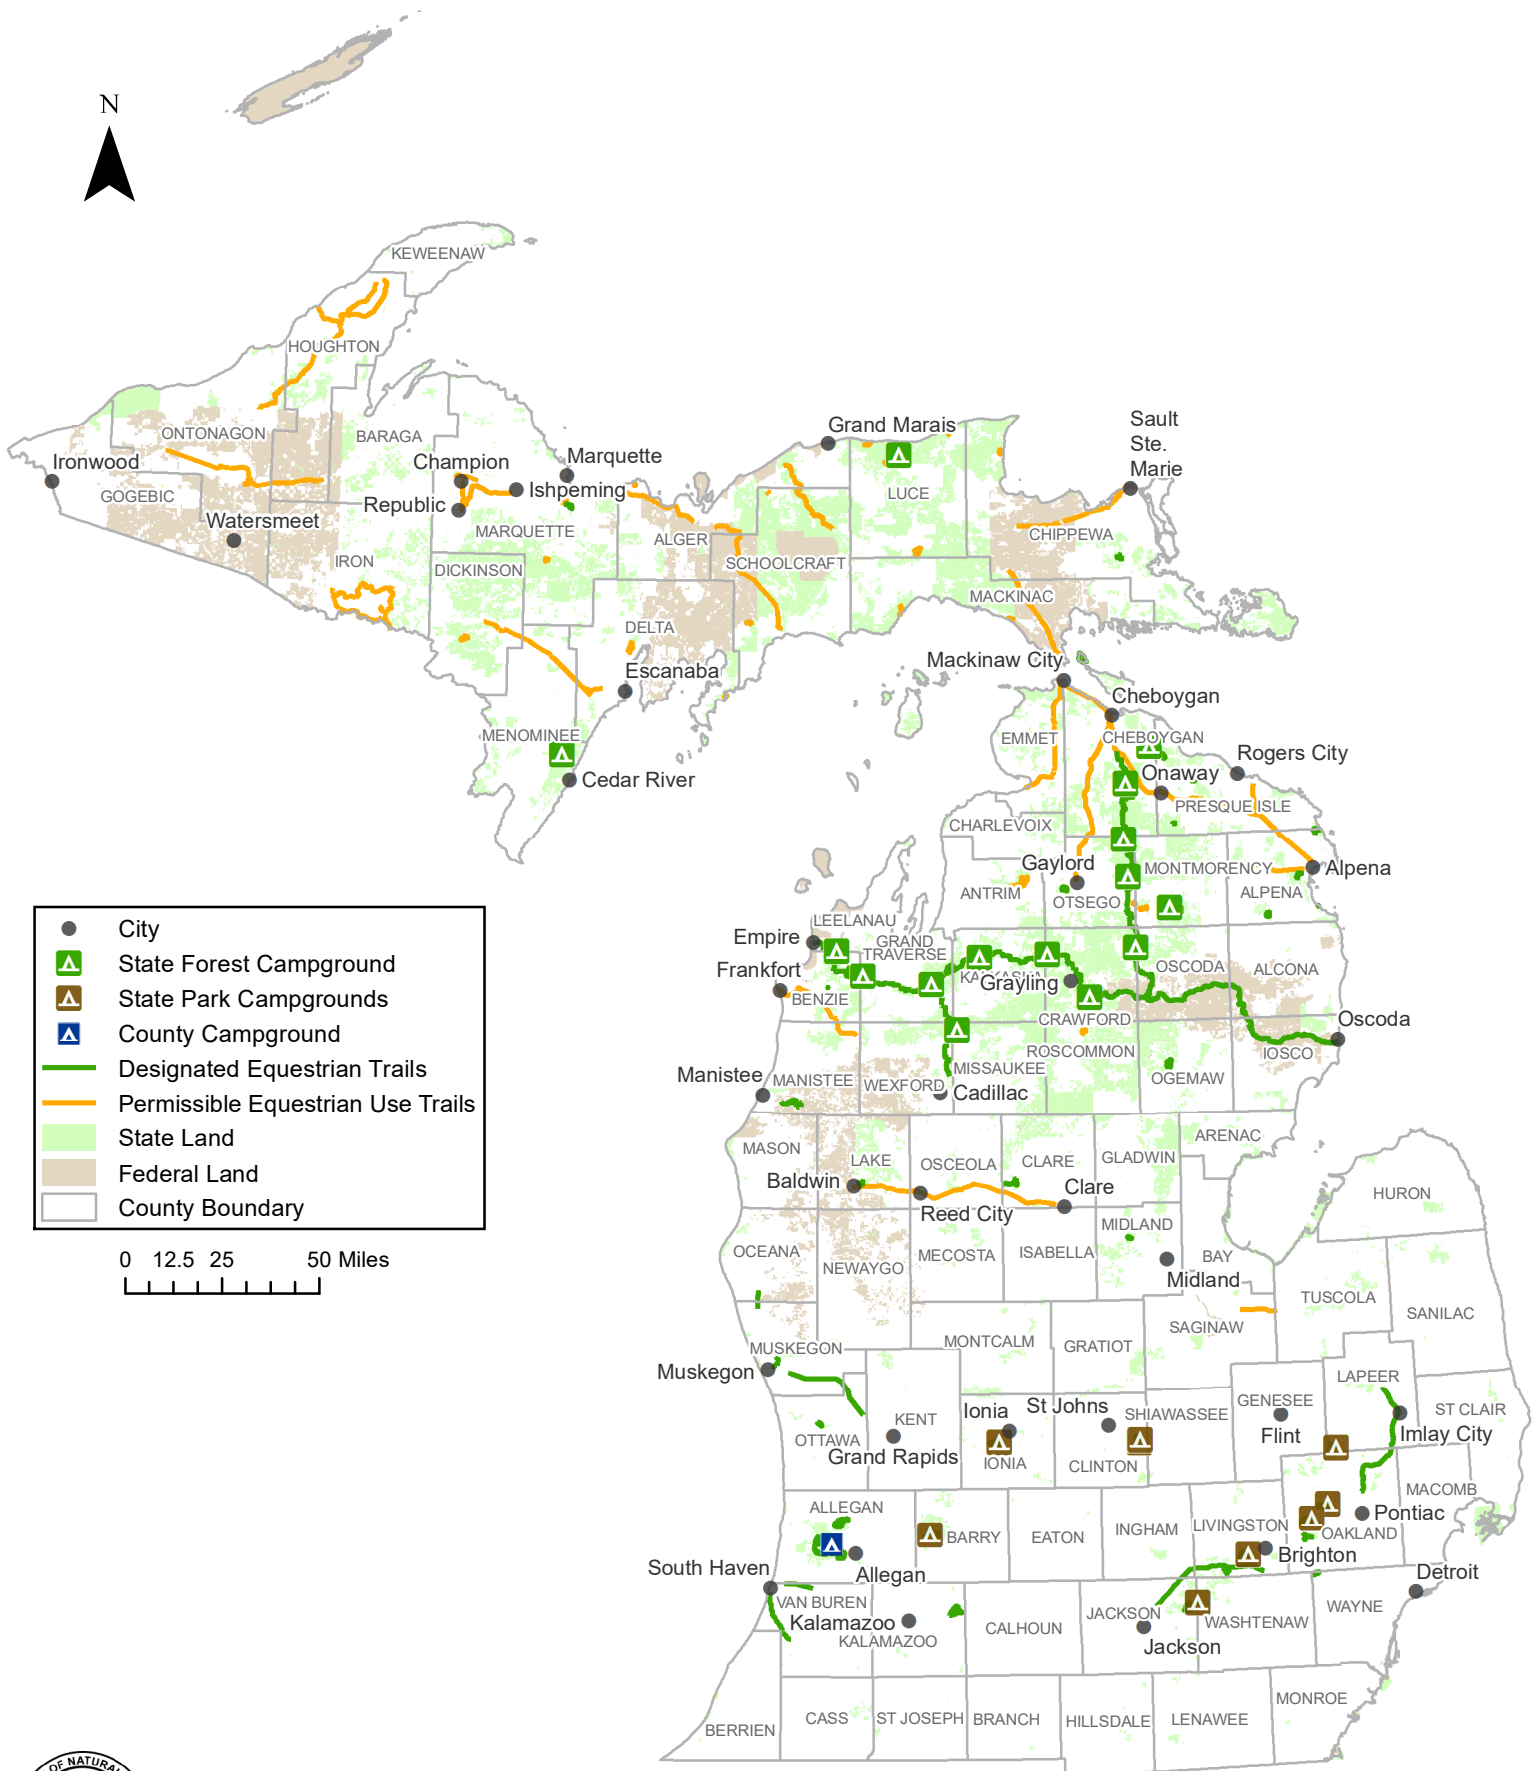 N
KEWEENAW
HOUGHTON
ONTONAGON
BARAGA
Ironwood
GOGEBIC
Champion
Marquette
Ishpeming
Republic
Watersmeet
MARQUETTE
IRON
DICKINSON
Grand Marais
Sault
Ste.
Marie
LUCE
ALGER
CHIPPEWA
SCHOOLCRAFT
MACKINAC
DELTA
Escanaba
Mackinaw City
Cheboygan
MENOMINEE
Cedar River
EMMET
CHEBOYGAN
Rogers City
Onaway
PRESQUE ISLE
CHARLEVOIX
Gaylord
MONTMORENCY
Alpena
ANTRIM
OTSEGO
ALPENA
LEELANAU
Empire
GRAND
TRAVERSE
Frankfort
KALKASKA
Grayling
OSCODA
ALCONA
BENZIE
CRAWFORD
Oscoda
ROSCOMMON
IOSCO
Manistee
MANISTEE
WEXFORD
MISSAUKEE
OGEMAW
Cadillac
City
State Forest Campground
State Park Campgrounds
County Campground
Designated Equestrian Trails
Permissible Equestrian Use Trails
State Land
Federal Land
County Boundary
0 12.5 25 50 Miles
MASON
LAKE
OSCEOLA
CLARE
GLADWIN
ARENAC
Baldwin
Clare
HURON
Reed City
MIDLAND
OCEANA
NEWAYGO
MECOSTA
ISABELLA
BAY
Midland
TUSCOLA
SANILAC
SAGINAW
MUSKEGON
MONTCALM
GRATIOT
Muskegon
LAPEER
GENESEE
ST CLAIR
KENT
Ionia
St Johns
SHIAWASSEE
Flint
Imlay City
OTTAWA
Grand Rapids
IONIA
CLINTON
MACOMB
ALLEGAN
Pontiac
BARRY
EATON
INGHAM
LIVINGSTON
OAKLAND
Brighton
South Haven
Allegan
Detroit
VAN BUREN
Kalamazoo
KALAMAZOO
CALHOUN
JACKSON
WASHTENAW
WAYNE
Jackson
BERRIEN
CASS
ST JOSEPH
BRANCH
HILLSDALE
LENAWEE
MONROE
OF NATURAL